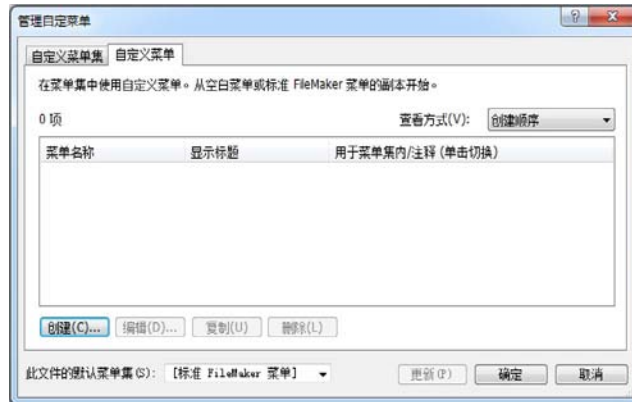 管理自定菜单
自定义菜单集 自定义菜单
在菜单集中使用自定义菜单。从空白菜单或标准 FileMaker 菜单的副本开始。
0 项 查看方式(V): 创建顺序
菜单名称 显示标题 用于菜单集内/注释 (单击切换)
创建(C)... 编辑(D)... 复制(U) 删除(L)
此文件的默认菜单集(S): [标准 FileMaker 菜单] 更新(P) 确定 取消